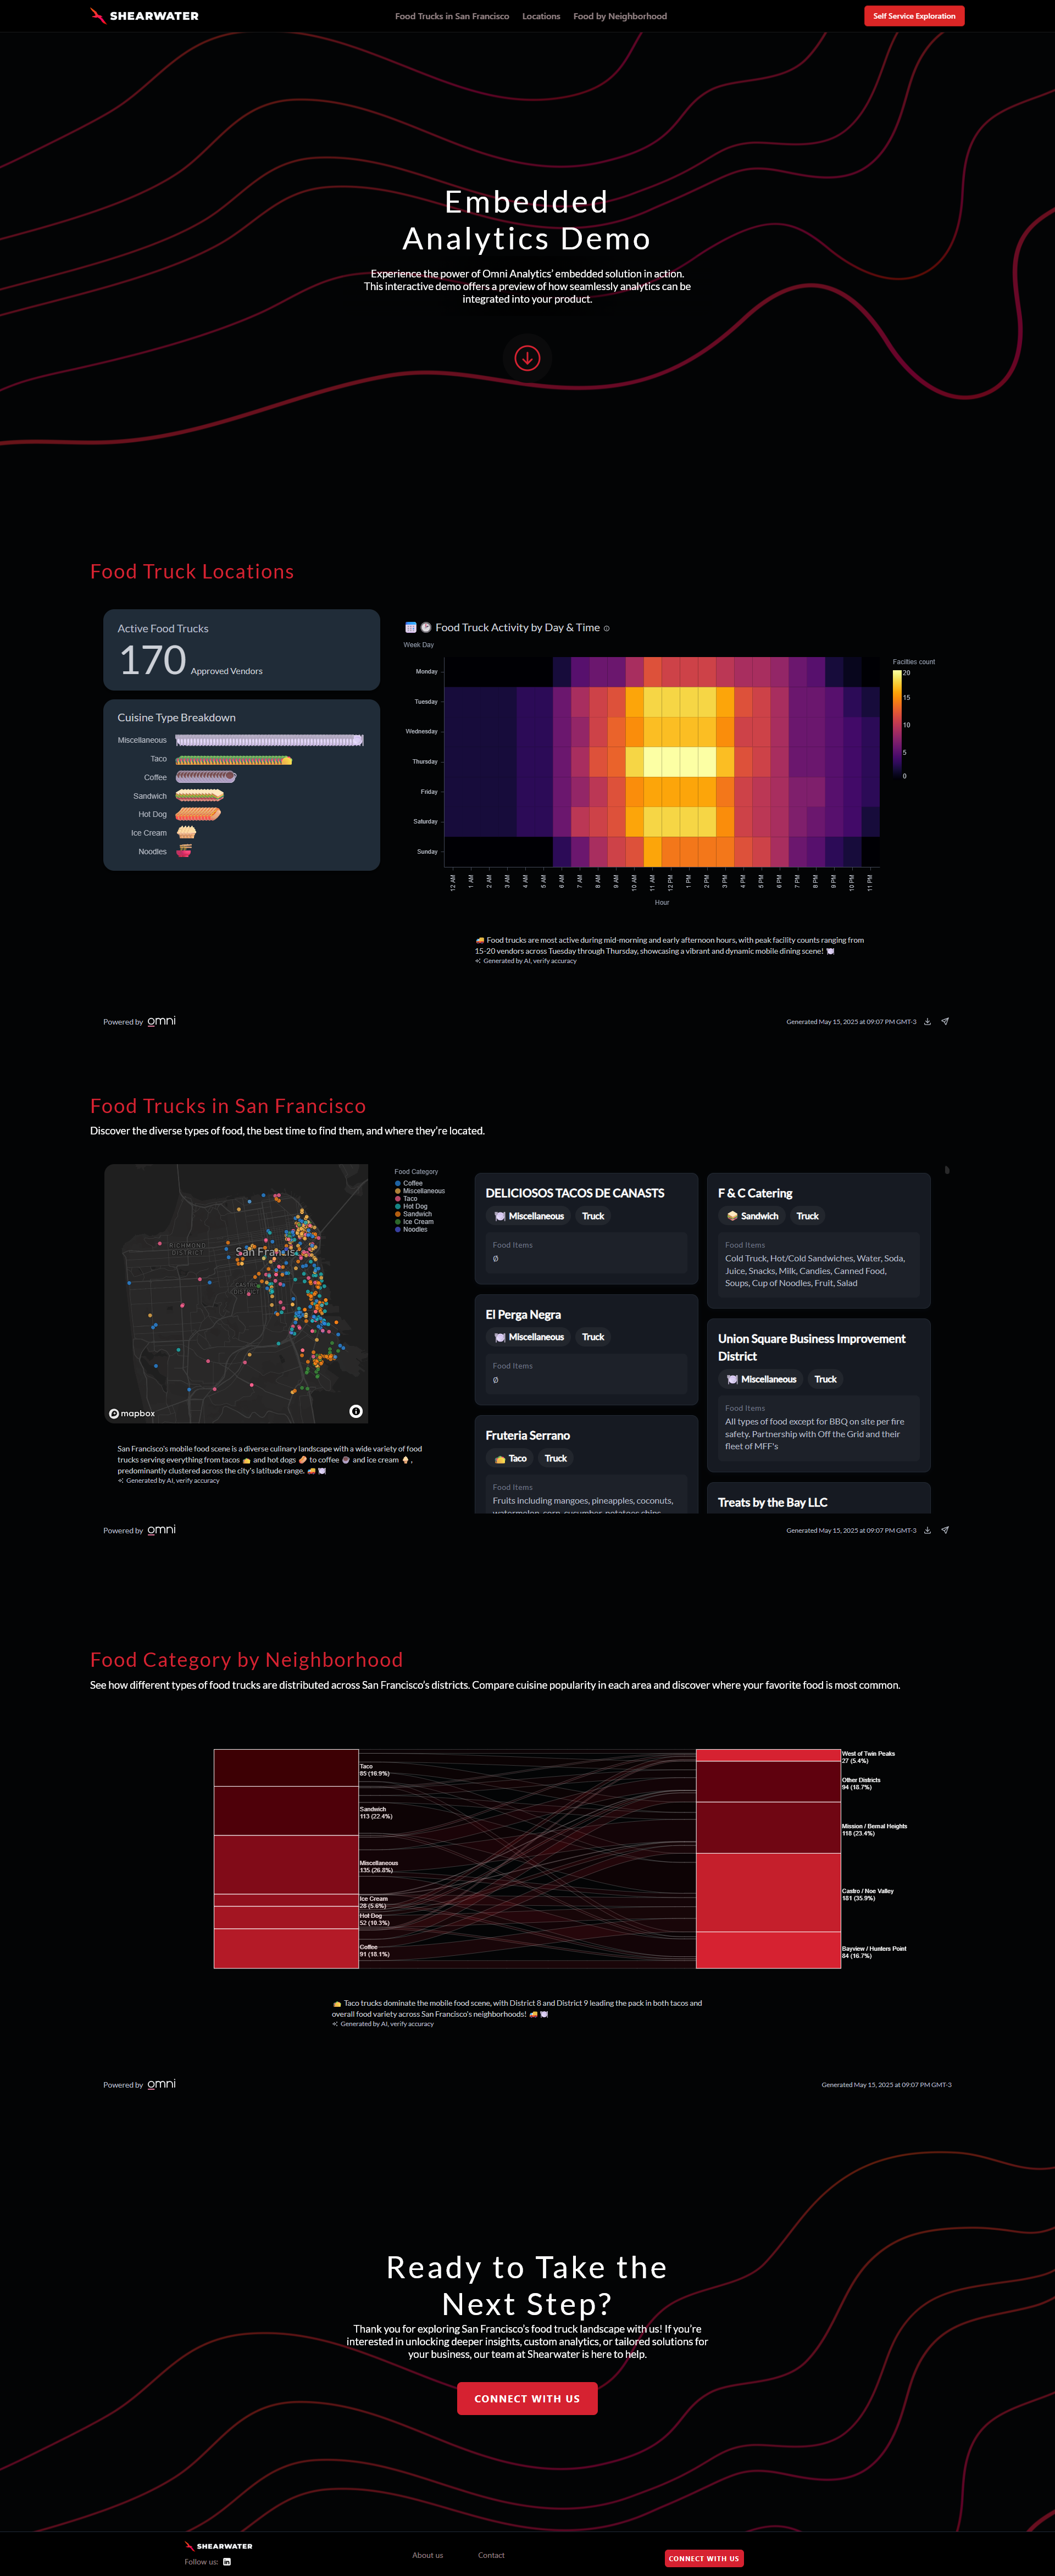 SHEARWATER
Food Trucks in San Francisco
Locations
Food by Neighborhood
Self Service Exploration
Embedded
Analytics Demo
Experience the power of Omni Analytics' embedded solution in action.
This interactive demo offers a preview of how seamlessly analytics can be
integrated into your product.
Food Truck Locations
Active Food Trucks
170 Approved Vendors
Cuisine Type Breakdown
Miscellaneous
Taco
Coffee
Sandwich
Hot Dog
Ice Cream
Noodles
Food Truck Activity by Day & Time
Week Day
Monday
Tuesday
Wednesday
Thursday
Friday
Saturday
Sunday
12 AM
1 AM
2 AM
3 AM
4 AM
5 AM
6 AM
7 AM
8 AM
9 AM
10 AM
11 AM
12 PM
1 PM
2 PM
3 PM
4 PM
5 PM
6 PM
7 PM
8 PM
9 PM
10 PM
11 PM
Hour
Facilties count
20
15
10
5
0
Food trucks are most active during mid-morning and early afternoon hours, with peak facility counts ranging from
15-20 vendors across Tuesday through Thursday, showcasing a vibrant and dynamic mobile dining scene!
Generated by AI, verify accuracy
Powered by omni
Generated May 15, 2025 at 09:07 PM GMT-3
Food Trucks in San Francisco
Discover the diverse types of food, the best time to find them, and where they're located.
RICHMOND
DISTRICT
San Francisco
CASTRO
DISTRICT
mapbox
Food Category
Coffee
Miscellaneous
Taco
Hot Dog
Sandwich
Ice Cream
Noodles
San Francisco's mobile food scene is a diverse culinary landscape with a wide variety of food
trucks serving everything from tacos and hot dogs to coffee and ice cream ,
predominantly clustered across the city's latitude range.
Generated by AI, verify accuracy
DELICIOSOS TACOS DE CANASTS
Miscellaneous
Truck
Food Items
Ø
El Perga Negra
Miscellaneous
Truck
Food Items
Ø
Fruteria Serrano
Taco
Truck
Food Items
Fruits including mangoes, pineapples, coconuts,
watermelon, corn, cucumber, potatoes chips,
F & C Catering
Sandwich
Truck
Food Items
Cold Truck, Hot/Cold Sandwiches, Water, Soda,
Juice, Snacks, Milk, Candies, Canned Food,
Soups, Cup of Noodles, Fruit, Salad
Union Square Business Improvement
District
Miscellaneous
Truck
Food Items
All types of food except for BBQ on site per fire
safety. Partnership with Off the Grid and their
fleet of MFF's
Treats by the Bay LLC
Powered by omni
Generated May 15, 2025 at 09:07 PM GMT-3
Food Category by Neighborhood
See how different types of food trucks are distributed across San Francisco's districts. Compare cuisine popularity in each area and discover where your favorite food is most common.
Taco
85 (16.9%)
Sandwich
113 (22.4%)
Miscellaneous
135 (26.8%)
Ice Cream
28 (5.6%)
Hot Dog
52 (10.3%)
Coffee
91 (18.1%)
West of Twin Peaks
27 (5.4%)
Other Districts
94 (18.7%)
Mission / Bernal Heights
118 (23.4%)
Castro / Noe Valley
181 (35.9%)
Bayview / Hunters Point
84 (16.7%)
Taco trucks dominate the mobile food scene, with District 8 and District 9 leading the pack in both tacos and
overall food variety across San Francisco's neighborhoods!
Generated by AI, verify accuracy
Powered by omni
Generated May 15, 2025 at 09:07 PM GMT-3
Ready to Take the
Next Step?
Thank you for exploring San Francisco's food truck landscape with us! If you're
interested in unlocking deeper insights, custom analytics, or tailored solutions for
your business, our team at Shearwater is here to help.
CONNECT WITH US
SHEARWATER
Follow us:
About us
Contact
CONNECT WITH US